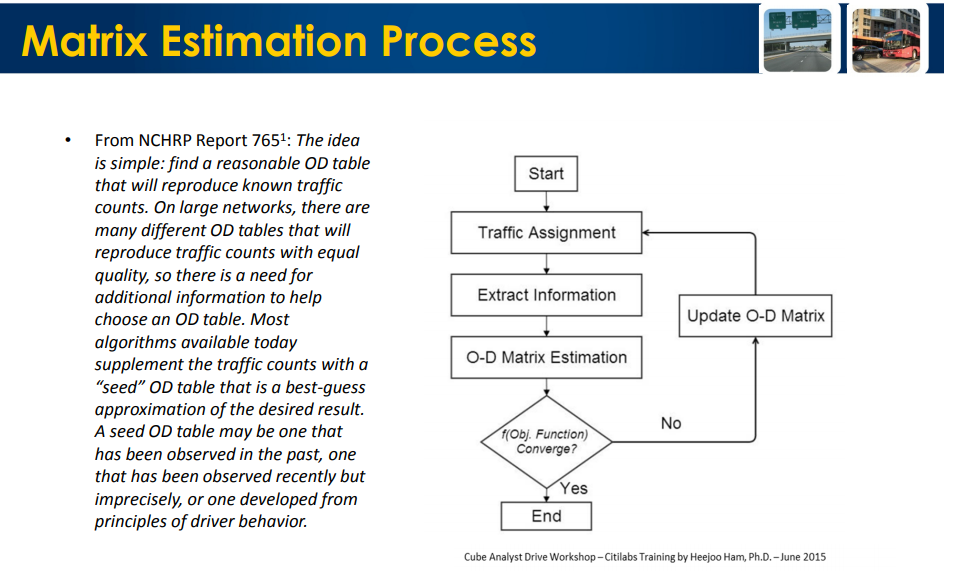 Matrix Estimation Process
• From NCHRP Report 765¹: The idea
is simple: find a reasonable OD table
that will reproduce known traffic
counts. On large networks, there are
many different OD tables that will
reproduce traffic counts with equal
quality, so there is a need for
additional information to help
choose an OD table. Most
algorithms available today
supplement the traffic counts with a
“seed” OD table that is a best-guess
approximation of the desired result.
A seed OD table may be one that
has been observed in the past, one
that has been observed recently but
imprecisely, or one developed from
principles of driver behavior.
Start
Traffic Assignment
Extract Information
O-D Matrix Estimation
Update O-D Matrix
f(Obj. Function)
Converge?
No
Yes
End
Cube Analyst Drive Workshop – Citilabs Training by Heejoo Ham, Ph.D. – June 2015